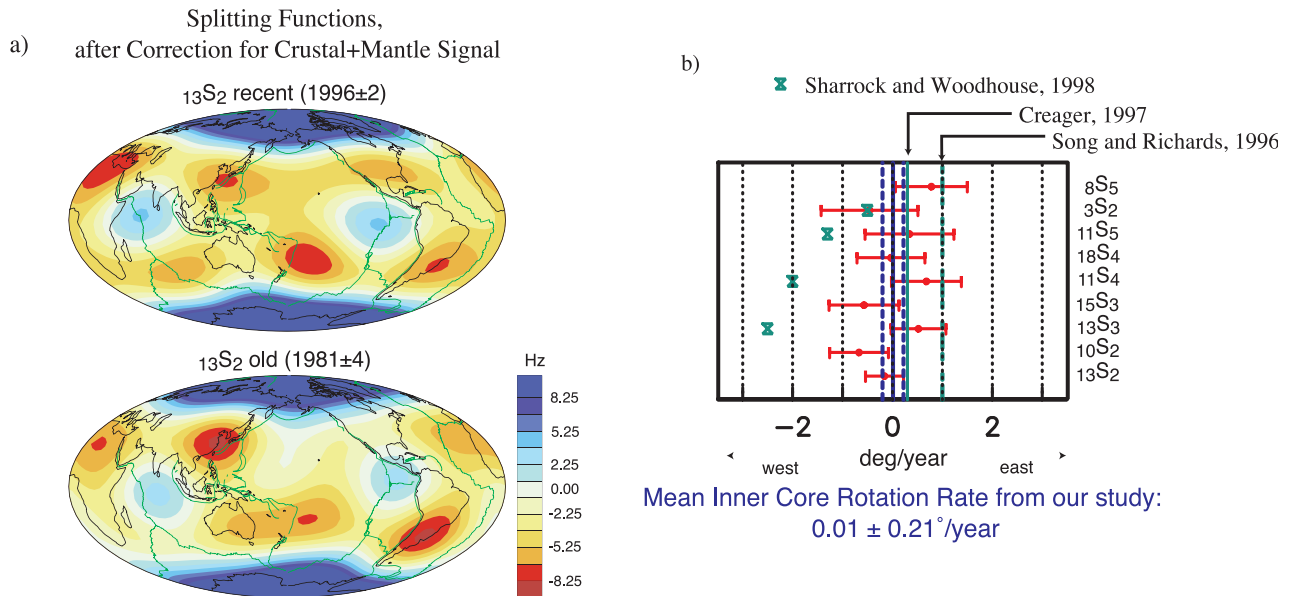 Splitting Functions,
a)
after Correction for Crustal+Mantle Signal
13S2 recent (1996±2)
13S2 old (1981±4)
Hz
8.25
5.25
2.25
0.00
-2.25
-5.25
-8.25
b)
Sharrock and Woodhouse, 1998
Creager, 1997
Song and Richards, 1996
8S5
3S2
11S5
18S4
11S4
15S3
13S3
10S2
13S2
−2 0 2
deg/year
west east
Mean Inner Core Rotation Rate from our study:
0.01 ± 0.21°/year